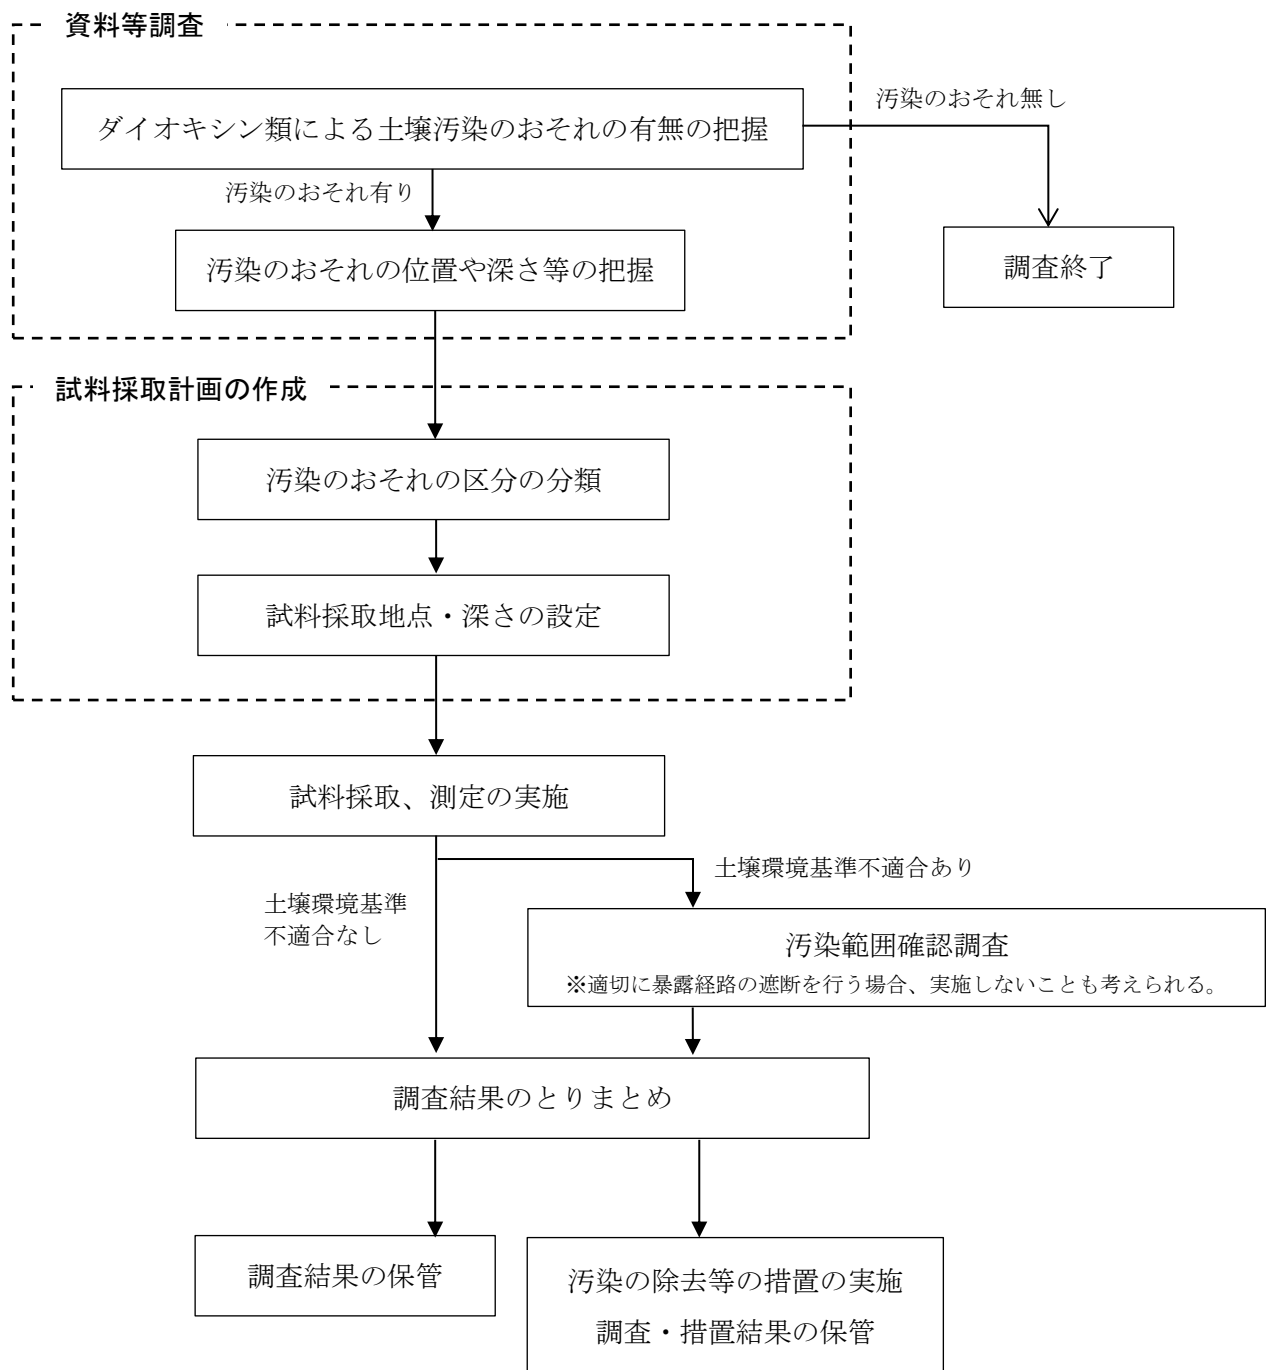 資料等調査
汚染のおそれ無し
ダイオキシン類による土壌汚染のおそれの有無の把握
汚染のおそれ有り
汚染のおそれの位置や深さ等の把握
調査終了
試料採取計画の作成
汚染のおそれの区分の分類
試料採取地点・深さの設定
試料採取、測定の実施
土壌環境基準不適合あり
土壌環境基準
不適合なし
汚染範囲確認調査
※適切に暴露経路の遮断を行う場合、実施しないことも考えられる。
調査結果のとりまとめ
調査結果の保管
汚染の除去等の措置の実施
調査・措置結果の保管